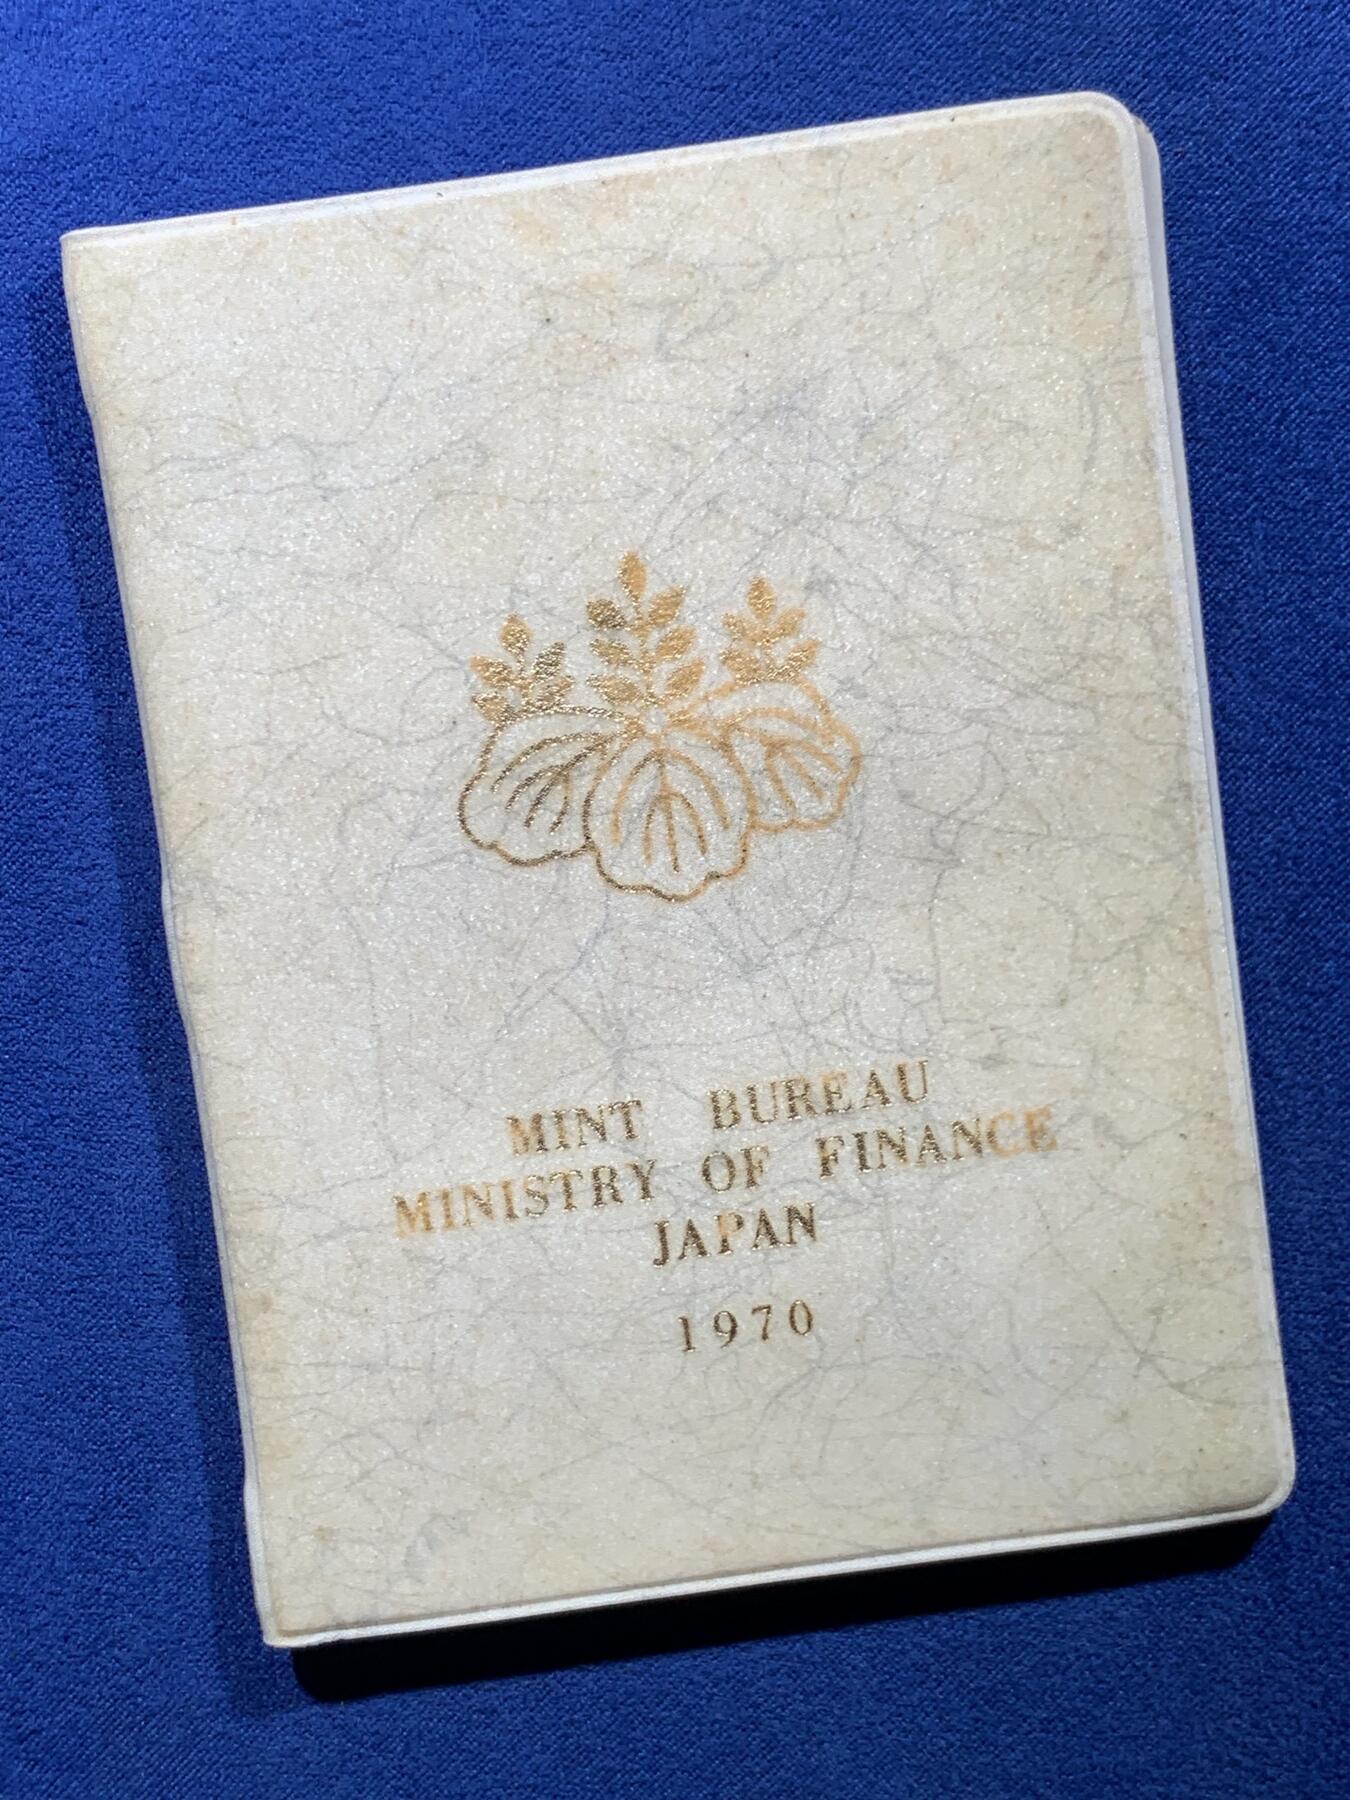 MINT BUREAU
MINISTRY OF FINANCE
JAPAN
1970